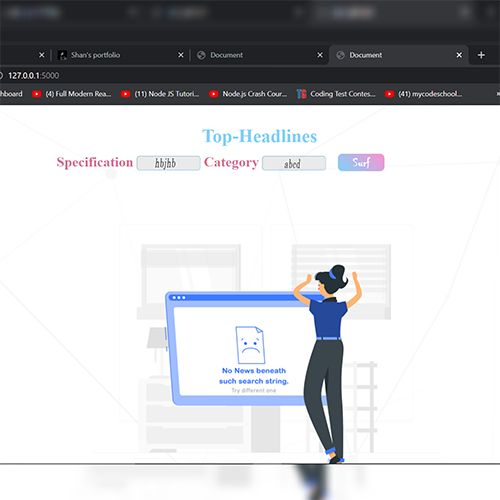 Shan's portfolio
Document
Document
127.0.0.1:5000
hboard
(4) Full Modern Rea...
(11) Node JS Tutori...
Node.js Crash Cour...
Coding Test Contes...
(41) mycodeschool...
Top-Headlines
Specification hbjhb Category abcd Surf
No News beneath
such search string.
Try different one